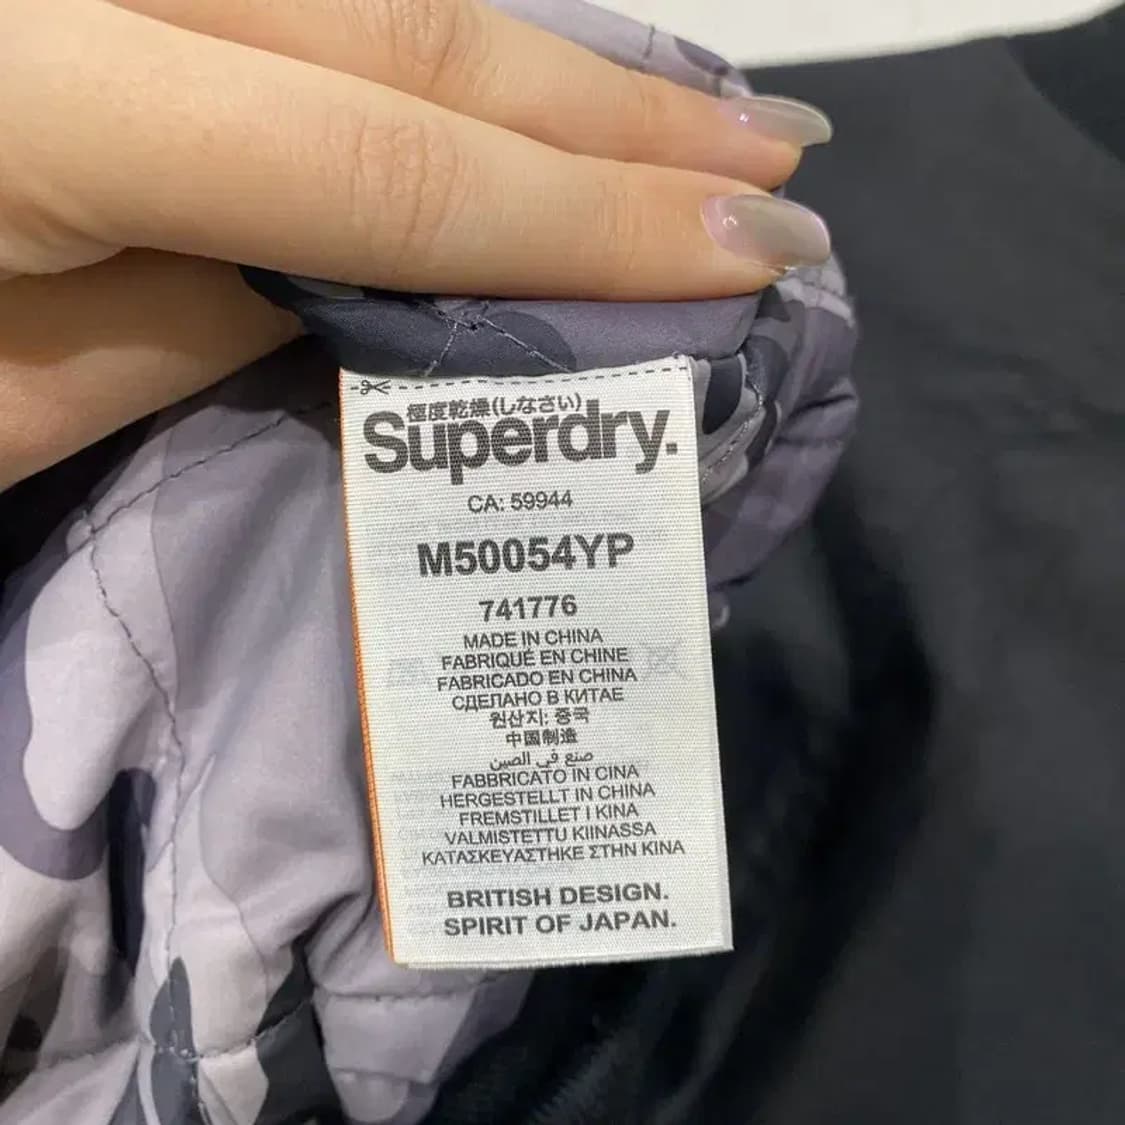 極度乾燥(しなさい)
Superdry.
CA: 59944
M50054YP
741776
MADE IN CHINA
FABRIQUÉ EN CHINE
FABRICADO EN CHINA
СДЕЛАНО В КИТАЕ
원산지: 중국
中国制造
صنع في الصين
FABBRICATO IN CINA
HERGESTELLT IN CHINA
FREMSTILLET I KINA
VALMISTETTU KIINASSA
ΚΑΤΑΣΚΕΥΑΣΤΗΚΕ ΣΤΗΝ ΚΙΝΑ
BRITISH DESIGN.
SPIRIT OF JAPAN.